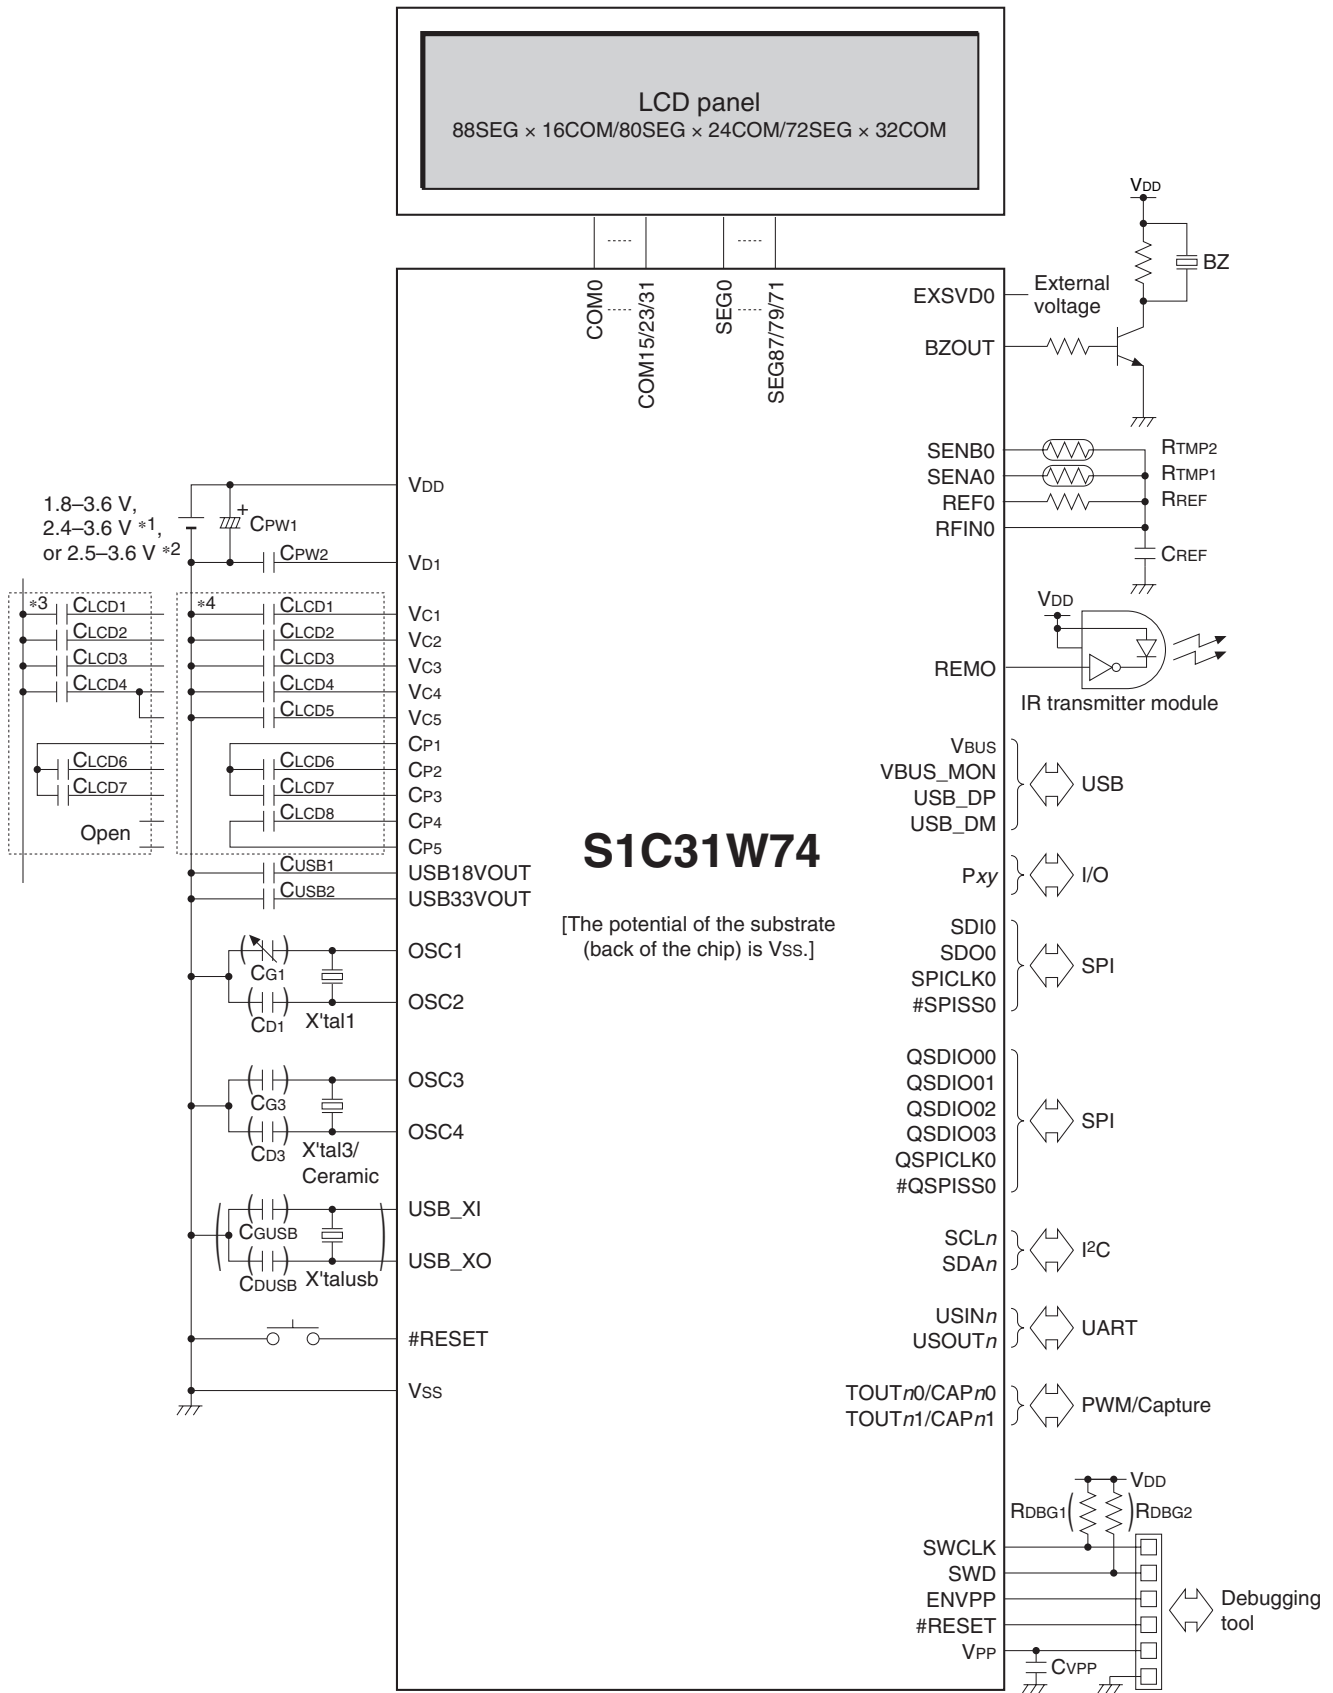 LCD panel
88SEG × 16COM/80SEG × 24COM/72SEG × 32COM
COM0
COM15/23/31
SEG0
SEG87/79/71
VDD
BZ
EXSVD0
External
voltage
BZOUT
SENB0
RTMP2
SENA0
RTMP1
REF0
RREF
RFIN0
CREF
VDD
REMO
IR transmitter module
VBUS
VBUS_MON
USB_DP
USB_DM
USB
Pxy
I/O
SDI0
SDO0
SPICLK0
#SPISS0
SPI
QSDIO00
QSDIO01
QSDIO02
QSDIO03
QSPICLK0
#QSPISS0
SPI
SCLn
SDAn
I²C
USINn
USOUTn
UART
TOUTn0/CAPn0
TOUTn1/CAPn1
PWM/Capture
VDD
RDBG1
RDBG2
SWCLK
SWD
ENVPP
#RESET
VPP
CVPP
Debugging
tool
S1C31W74
[The potential of the substrate
(back of the chip) is VSS.]
1.8–3.6 V,
2.4–3.6 V *1,
or 2.5–3.6 V *2
+
CPW1
VDD
CPW2
VD1
*3
CLCD1
CLCD2
CLCD3
CLCD4
CLCD6
CLCD7
Open
*4
CLCD1
VC1
CLCD2
VC2
CLCD3
VC3
CLCD4
VC4
CLCD5
VC5
CP1
CLCD6
CP2
CLCD7
CP3
CLCD8
CP4
CP5
CUSB1
USB18VOUT
CUSB2
USB33VOUT
OSC1
CG1
OSC2
CD1
X'tal1
OSC3
CG3
OSC4
CD3
X'tal3/
Ceramic
USB_XI
CGUSB
USB_XO
CDUSB
X'talusb
#RESET
VSS